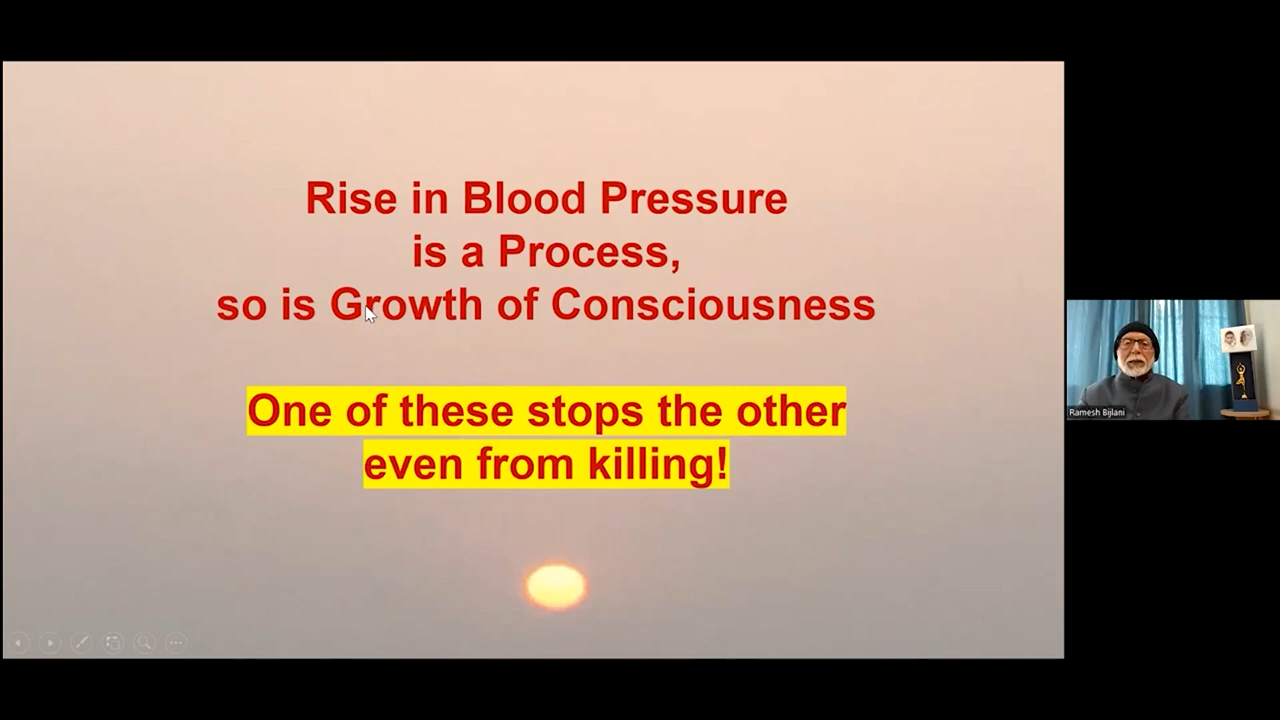 Rise in Blood Pressure
is a Process,
so is Growth of Consciousness
One of these stops the other
even from killing!
Ramesh Bijlani